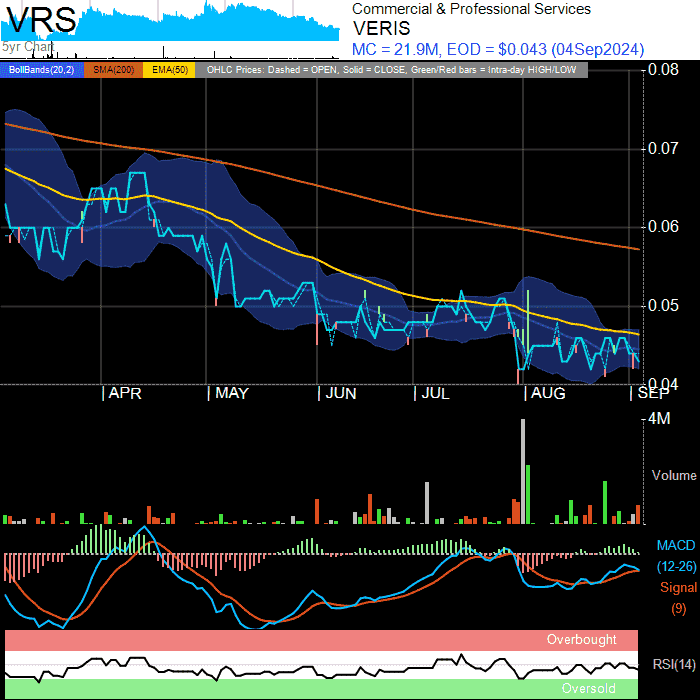 VRS
5yr Chart
Commercial & Professional Services
VERIS
MC = 21.9M, EOD = $0.043 (04Sep2024)
BollBands(20,2) SMA(200) EMA(50) OHLC Prices: Dashed = OPEN, Solid = CLOSE, Green/Red bars = Intra-day HIGH/LOW
0.08
0.07
0.06
0.05
0.04
APR MAY JUN JUL AUG SEP
4M
Volume
MACD
(12-26)
Signal
(9)
Overbought
RSI(14)
Oversold